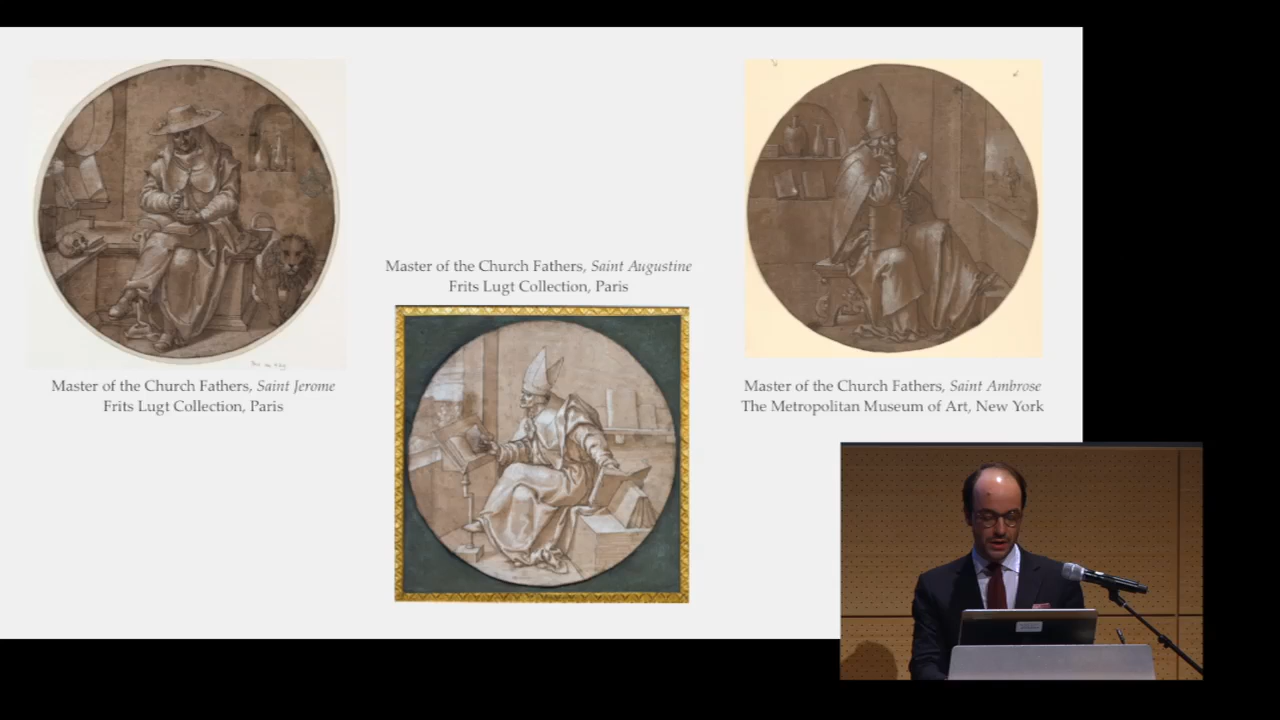 Master of the Church Fathers, Saint Jerome
Frits Lugt Collection, Paris
Master of the Church Fathers, Saint Augustine
Frits Lugt Collection, Paris
Master of the Church Fathers, Saint Ambrose
The Metropolitan Museum of Art, New York